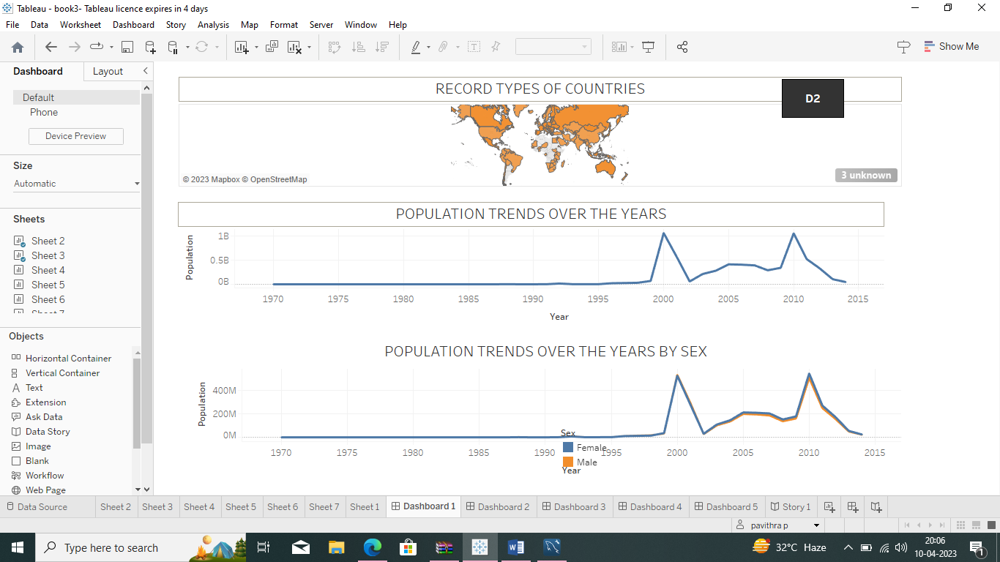 Tableau - book3- Tableau licence expires in 4 days
File Data Worksheet Dashboard Story Analysis Map Format Server Window Help
Show Me
Dashboard Layout
Default
Phone
Device Preview
Size
Automatic
Sheets
Sheet 2
Sheet 3
Sheet 4
Sheet 5
Sheet 6
Objects
Horizontal Container
Vertical Container
Text
Extension
Ask Data
Data Story
Image
Blank
Workflow
Web Page
RECORD TYPES OF COUNTRIES
D2
© 2023 Mapbox © OpenStreetMap
3 unknown
POPULATION TRENDS OVER THE YEARS
Population
1B
0.5B
0B
1970 1975 1980 1985 1990 1995 2000 2005 2010 2015
Year
POPULATION TRENDS OVER THE YEARS BY SEX
Population
400M
200M
0M
Sex
Female
Male
1970 1975 1980 1985 1990 1995 2000 2005 2010 2015
Year
Data Source Sheet 2 Sheet 3 Sheet 4 Sheet 5 Sheet 6 Sheet 7 Sheet 1 Dashboard 1 Dashboard 2 Dashboard 3 Dashboard 4 Dashboard 5 Story 1
pavithra p
Type here to search
32°C Haze
20:06
10-04-2023
1